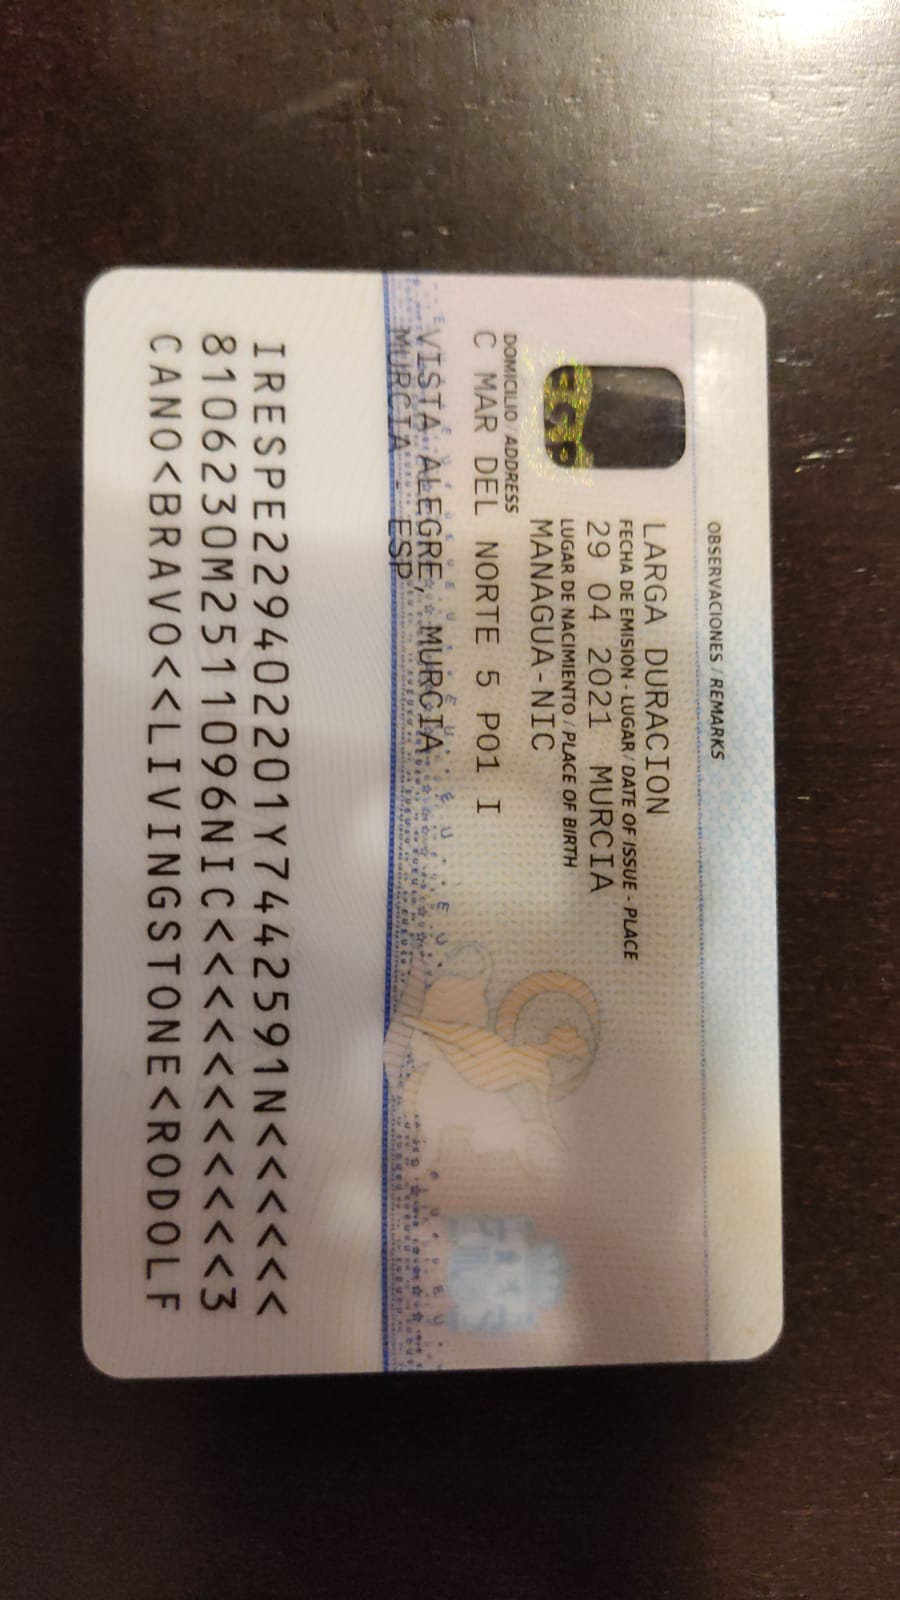 OBSERVACIONES / REMARKS
LARGA DURACION
FECHA DE EMISIÓN - LUGAR / DATE OF ISSUE - PLACE
29 04 2021 MURCIA
LUGAR DE NACIMIENTO / PLACE OF BIRTH
MANAGUA-NIC
DOMICILIO / ADDRESS
C MAR DEL NORTE 5 P01 I
VISTA ALEGRE, MURCIA
MURCIA - ESP
IRESPE229402201Y7442591N<<<<<<
8106230M2511096NIC<<<<<<<<<<<3
CANO<BRAVO<<LIVINGSTONE<RODOLF